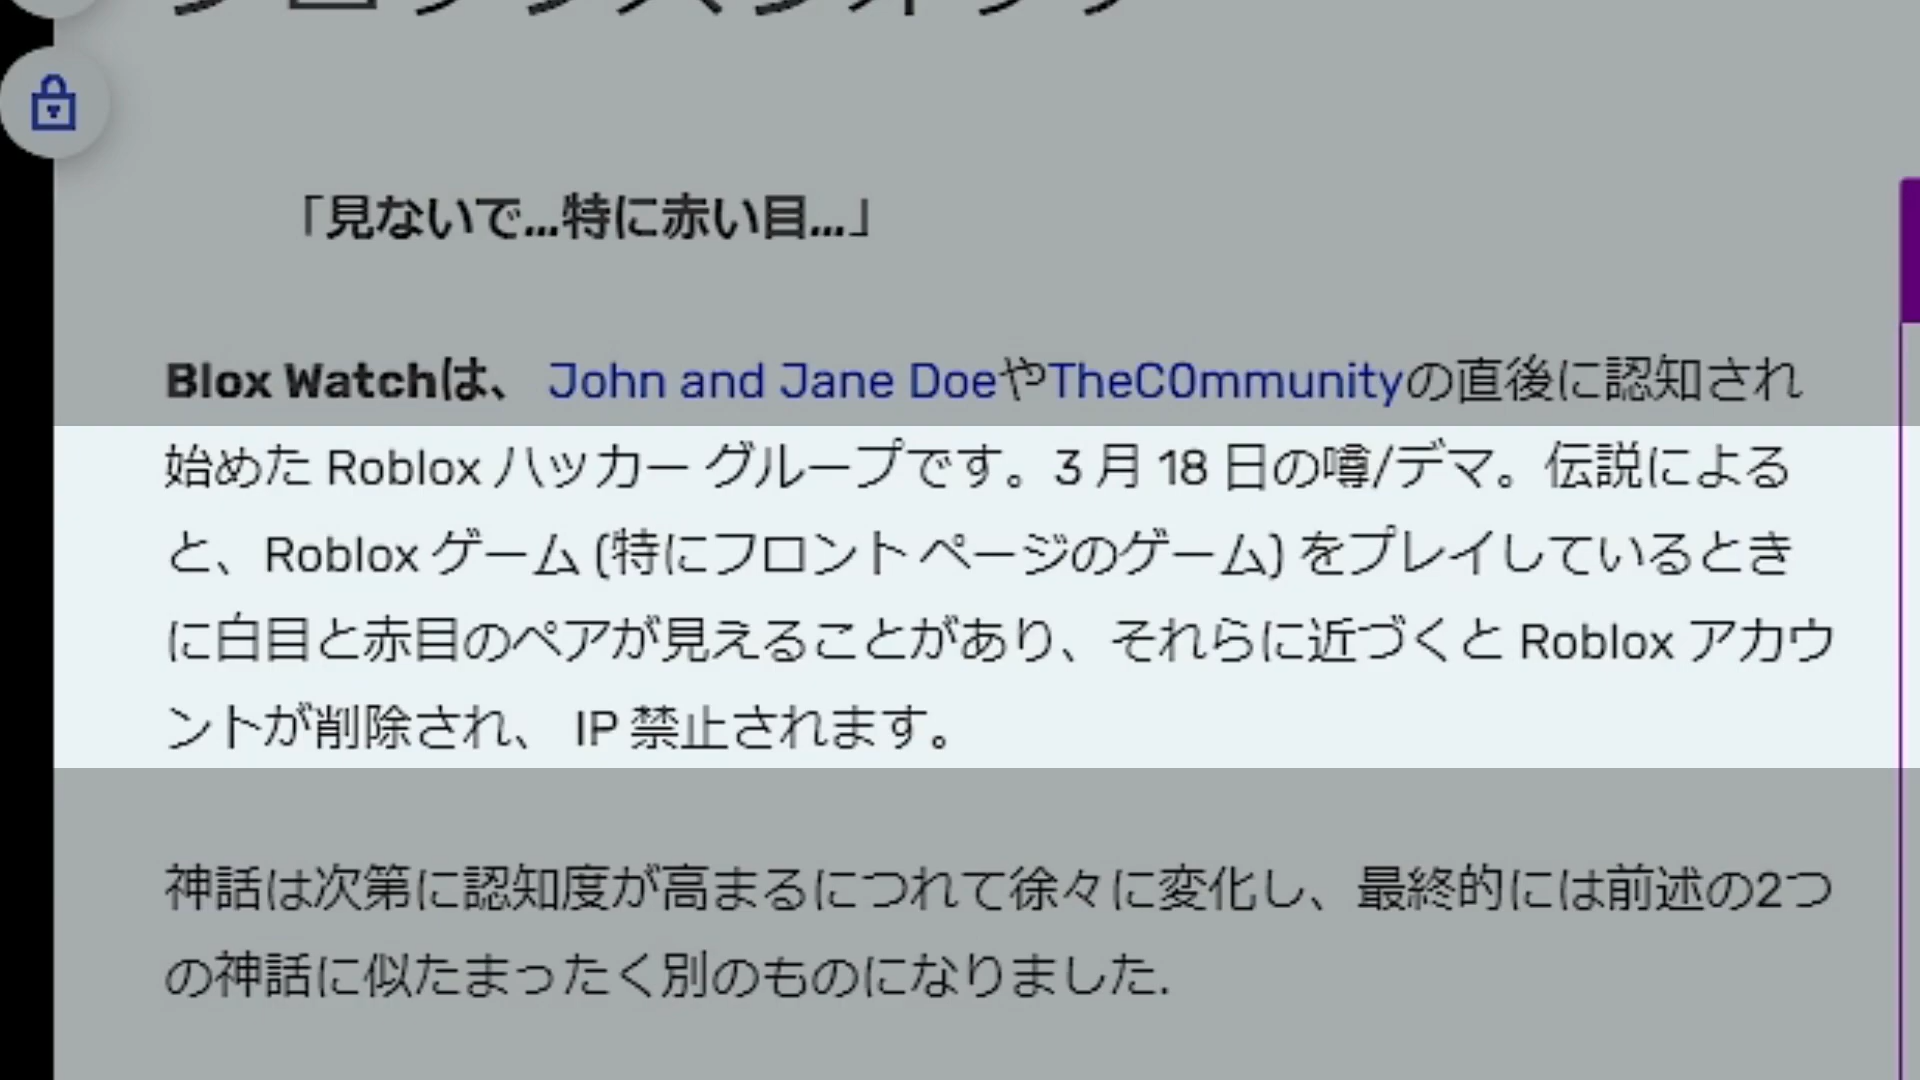 「見ないで...特に赤い目...」
Blox Watchは、 John and Jane DoeやTheC0mmunityの直後に認知され
始めた Roblox ハッカー グループです。3 月 18 日の噂/デマ。伝説による
と、Roblox ゲーム (特にフロント ページのゲーム) をプレイしているとき
に白目と赤目のペアが見えることがあり、それらに近づくと Roblox アカウ
ントが削除され、 IP 禁止されます。
神話は次第に認知度が高まるにつれて徐々に変化し、最終的には前述の2つ
の神話に似たまったく別のものになりました.